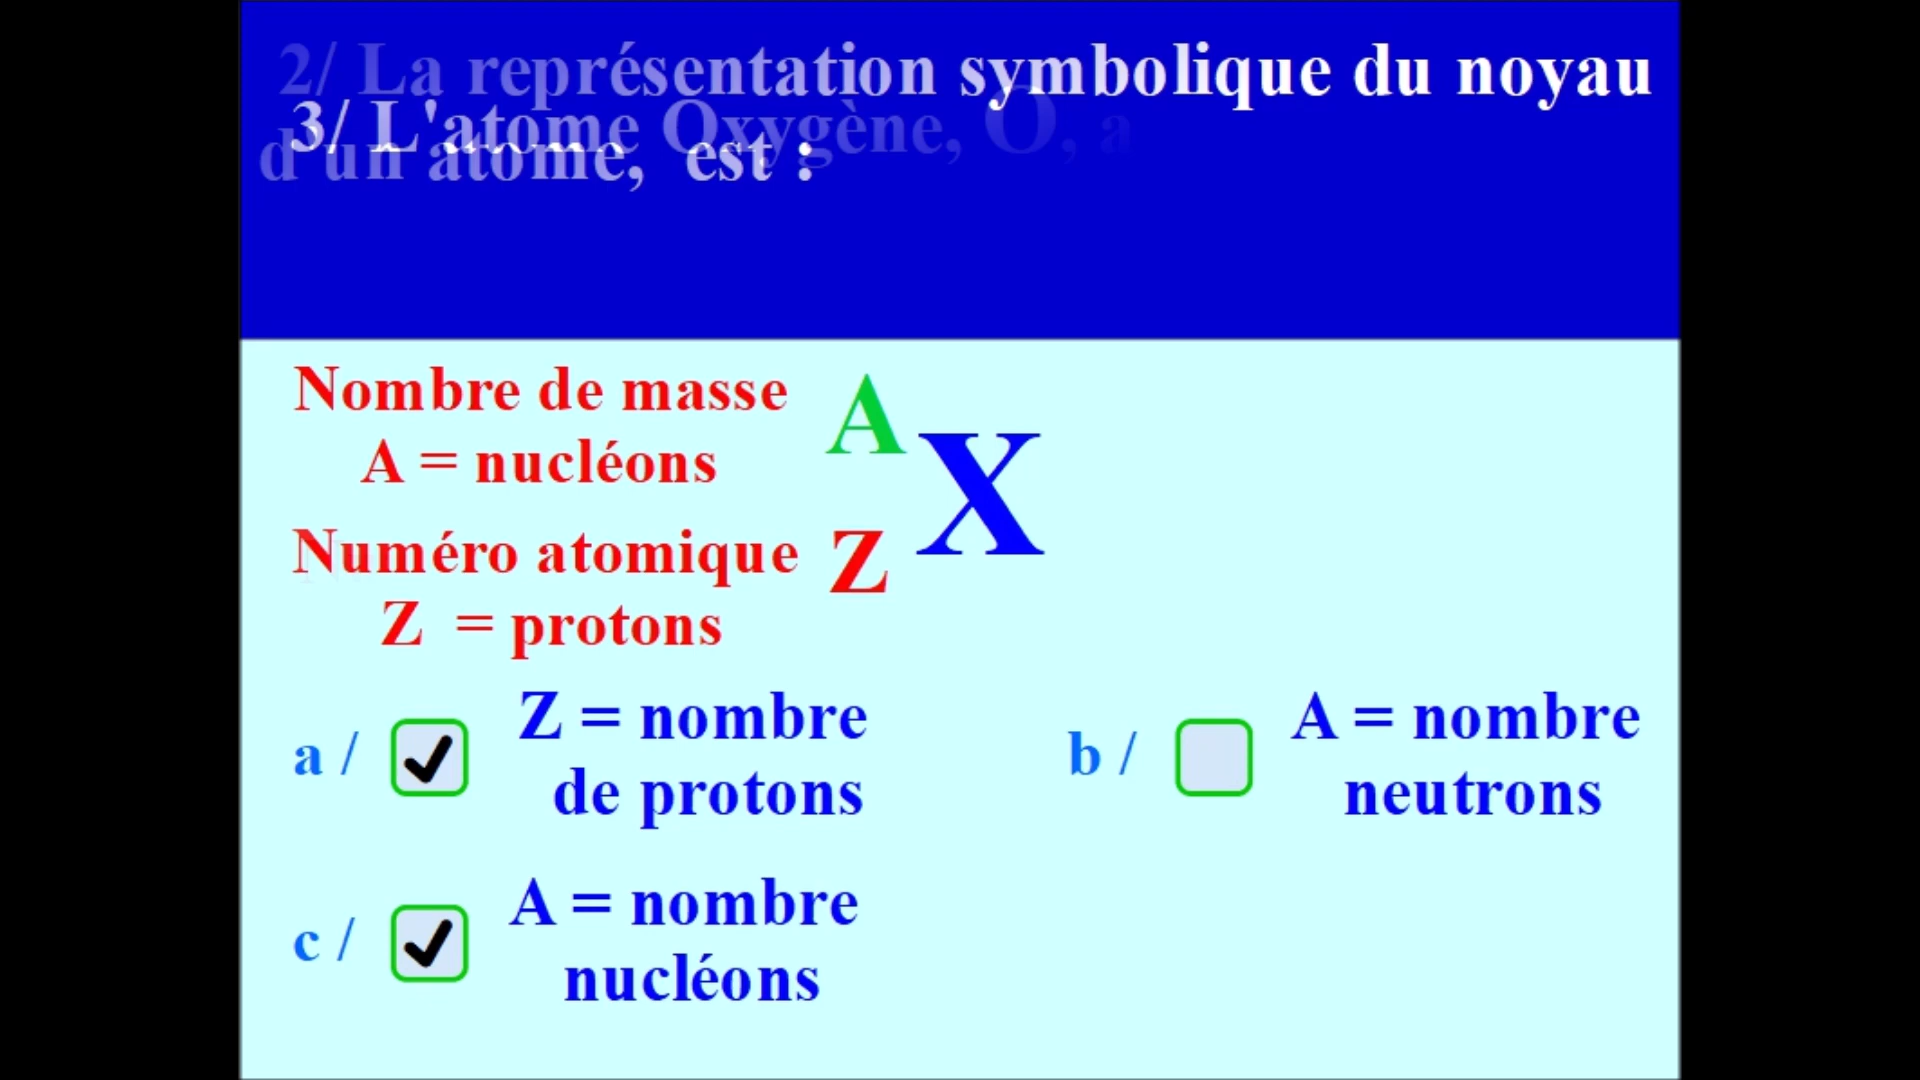 2/ La représentation symbolique du noyau
d'un atome,  est :
3/ L'atome Oxygène, O, a
Nombre de masse
A = nucléons
A
X
Numéro atomique
Z = protons
Z
a / Z = nombre
de protons
b / A = nombre
neutrons
c / A = nombre
nucléons